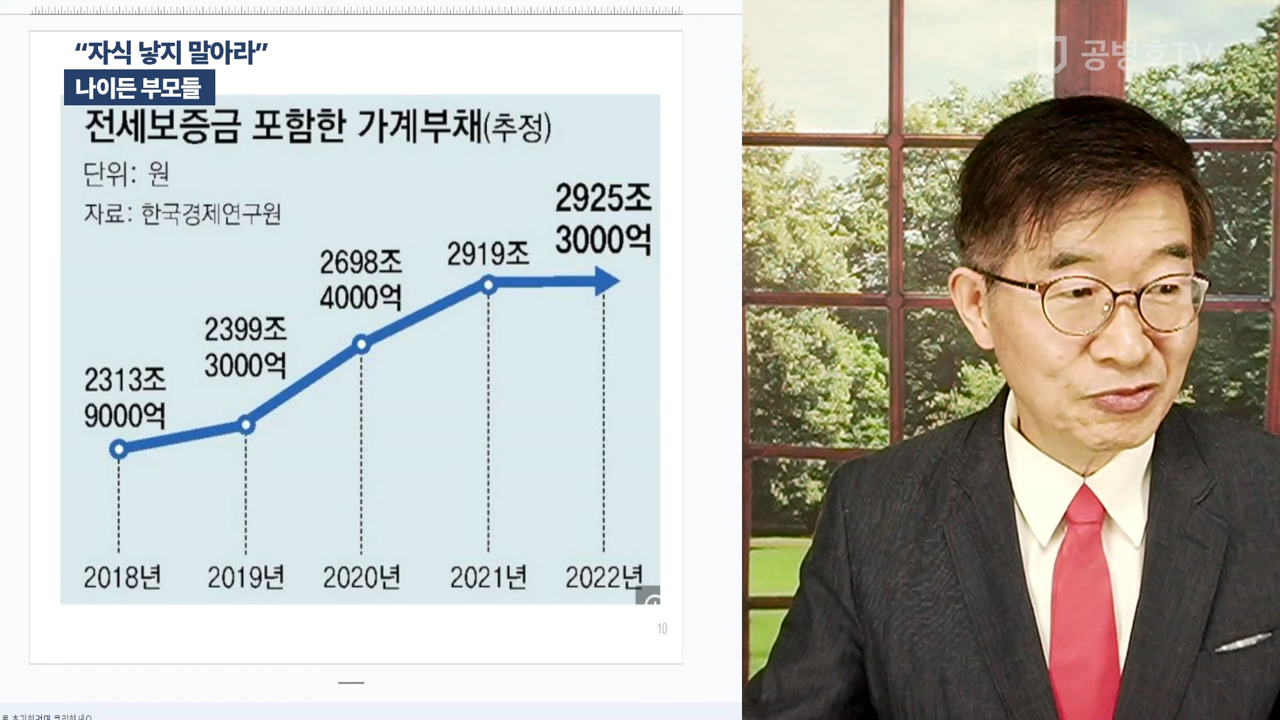 “자식 낳지 말아라”
나이든 부모들
전세보증금 포함한 가계부채(추정)
단위: 원
자료: 한국경제연구원
2313조
9000억
2399조
3000억
2698조
4000억
2919조
2925조
3000억
2018년
2019년
2020년
2021년
2022년
10
공병호TV